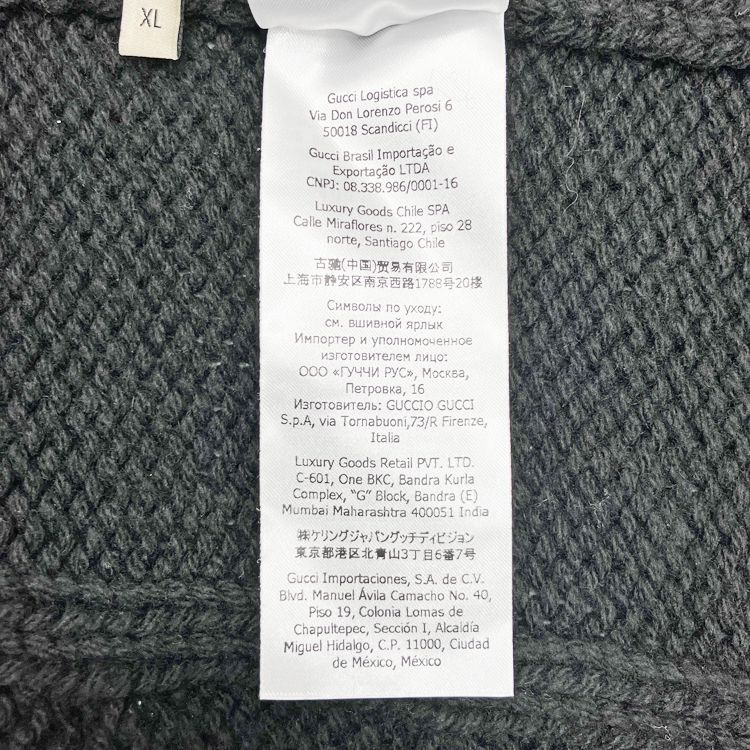 XL
Gucci Logistica spa
Via Don Lorenzo Perosi 6
50018 Scandicci (FI)
Gucci Brasil Importação e
Exportação LTDA
CNPJ: 08.338.986/0001-16
Luxury Goods Chile SPA
Calle Miraflores n. 222, piso 28
norte, Santiago Chile
古驰(中国)贸易有限公司
上海市静安区南京西路1788号20楼
Символы по уходу:
см. вшивной ярлык
Импортер и уполномоченное
изготовителем лицо:
ООО «ГУЧЧИ РУС», Москва,
Петровка, 16
Изготовитель: GUCCIO GUCCI
S.p.A, via Tornabuoni,73/R Firenze,
Italia
Luxury Goods Retail PVT. LTD.
C-601, One BKC, Bandra Kurla
Complex, "G" Block, Bandra (E)
Mumbai Maharashtra 400051 India
㈱ケリングジャパングッチディビジョン
東京都港区北青山3丁目6番7号
Gucci Importaciones, S.A. de C.V.
Blvd. Manuel Ávila Camacho No. 40,
Piso 19, Colonia Lomas de
Chapultepec, Sección I, Alcaldía
Miguel Hidalgo, C.P. 11000, Ciudad
de México, México